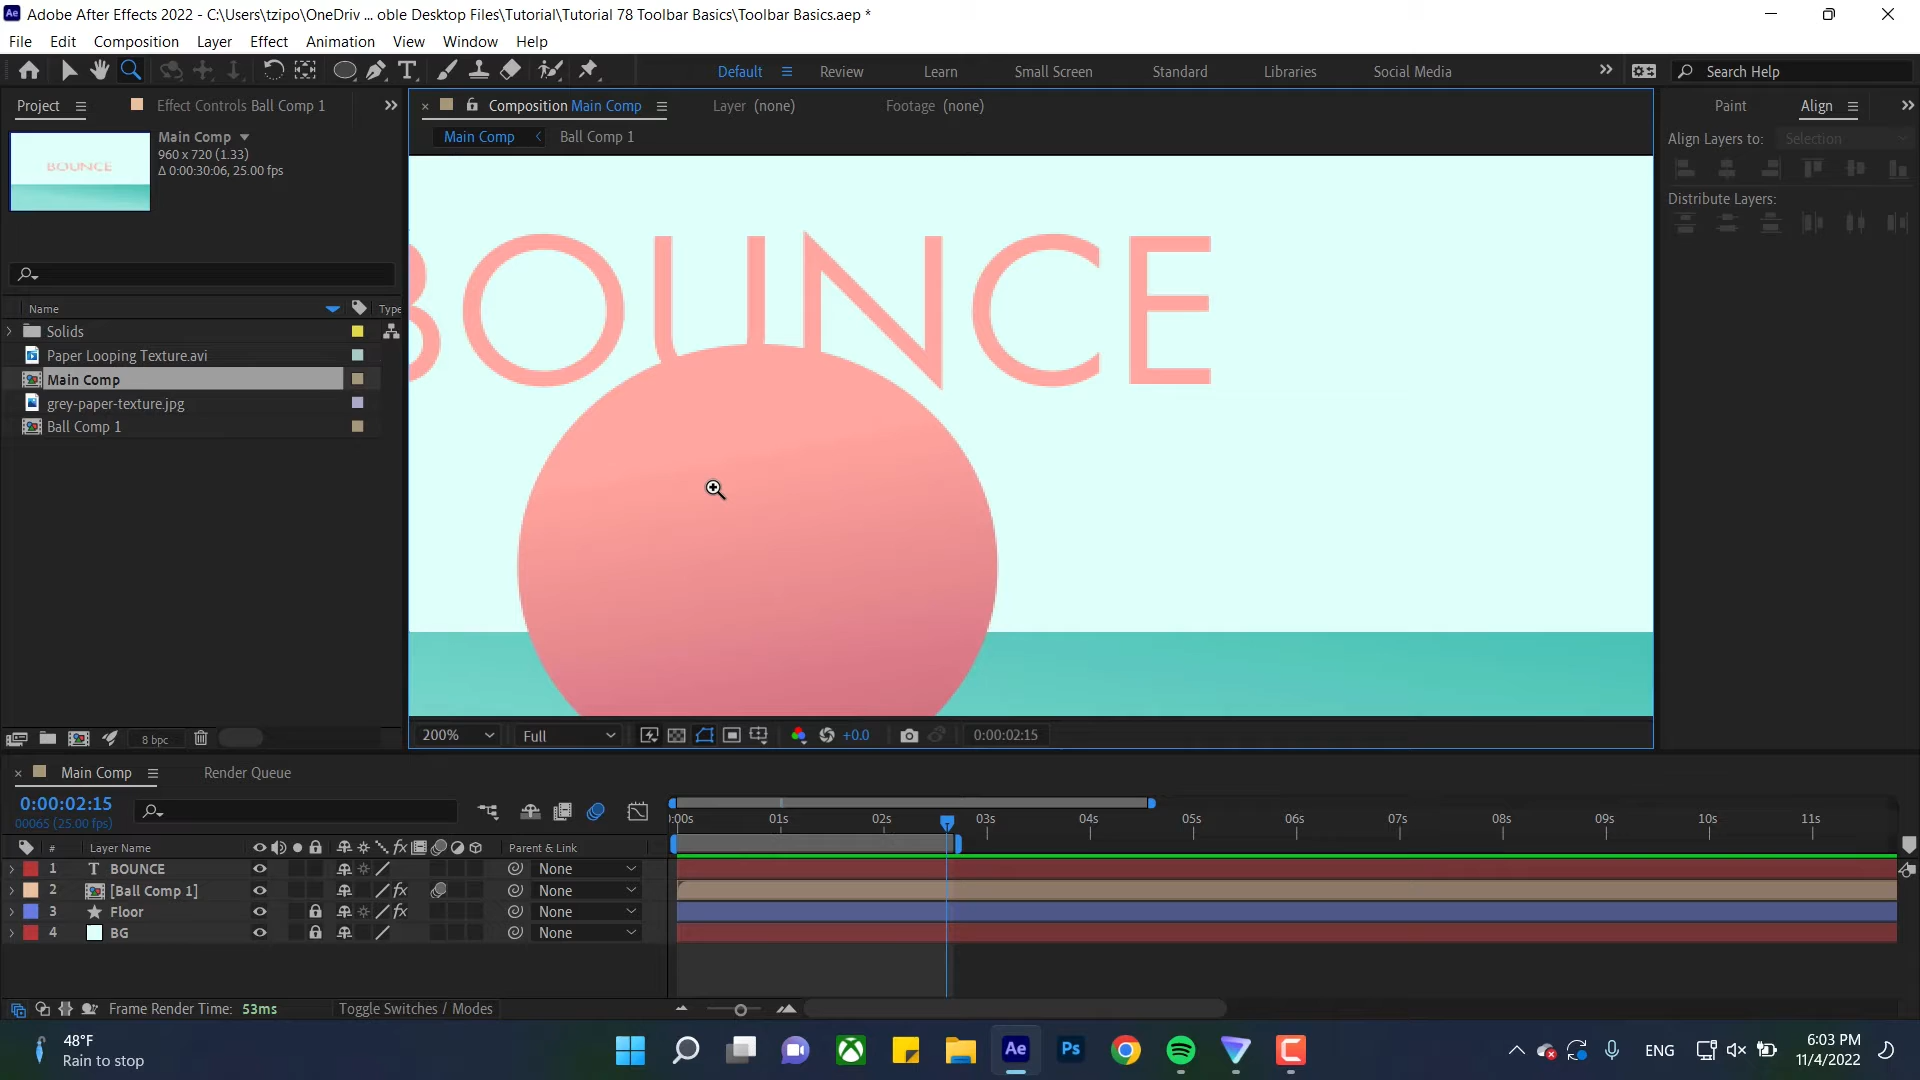 Ae Adobe After Effects 2022 - C:\Users\tzipo\OneDriv ... oble Desktop Files\Tutorial\Tutorial 78 Toolbar Basics\Toolbar Basics.aep *
File Edit Composition Layer Effect Animation View Window Help
T Default Review Learn Small Screen Standard Libraries Social Media Search Help
Project Effect Controls Ball Comp 1
Composition Main Comp Layer (none) Footage (none)
Paint Align
Main Comp
960 x 720 (1.33)
Δ 0:00:30:06, 25.00 fps
BOUNCE
Main Comp Ball Comp 1
Align Layers to: Selection
Distribute Layers:
BOUNCE
Name Type
Solids
Paper Looping Texture.avi
Main Comp
grey-paper-texture.jpg
Ball Comp 1
8 bpc
200% Full +0.0 0:00:02:15
Main Comp Render Queue
0:00:02:15
00065 (25.00 fps)
:00s 01s 02s 03s 04s 05s 06s 07s 08s 09s 10s 11s
# Layer Name fx Parent & Link
1 T BOUNCE None
2 [Ball Comp 1] fx None
3 Floor fx None
4 BG None
Frame Render Time: 53ms Toggle Switches / Modes
48°F
Rain to stop
Ae Ps
ENG
6:03 PM
11/4/2022